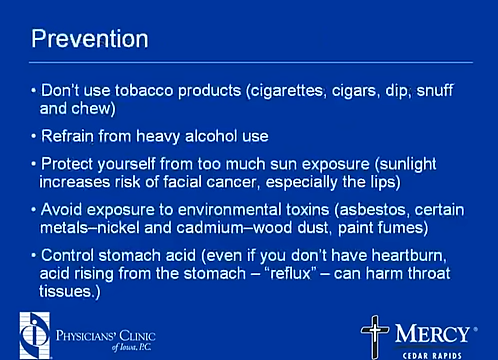 Prevention
• Don't use tobacco products (cigarettes, cigars, dip, snuff
and chew)
• Refrain from heavy alcohol use
• Protect yourself from too much sun exposure (sunlight
increases risk of facial cancer, especially the lips)
• Avoid exposure to environmental toxins (asbestos, certain
metals–nickel and cadmium–wood dust, paint fumes)
• Control stomach acid (even if you don't have heartburn,
acid rising from the stomach – "reflux" – can harm throat
tissues.)
PHYSICIANS' CLINIC
of Iowa, P.C.
MERCY®
CEDAR RAPIDS